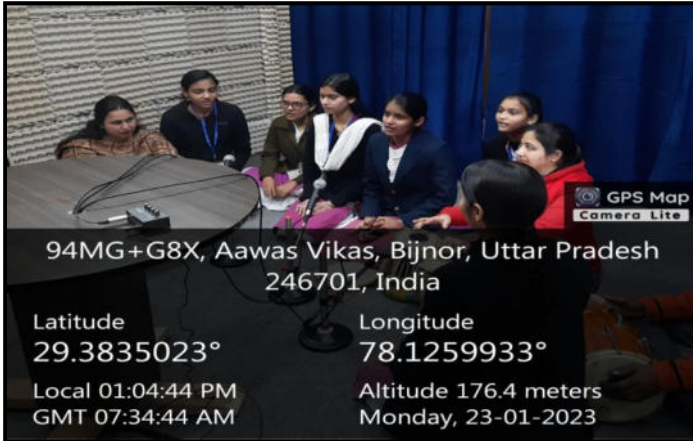 GPS Map
Camera Lite
94MG+G8X, Aawas Vikas, Bijnor, Uttar Pradesh
246701, India
Latitude
29.3835023°
Longitude
78.1259933°
Local 01:04:44 PM
GMT 07:34:44 AM
Altitude 176.4 meters
Monday, 23-01-2023